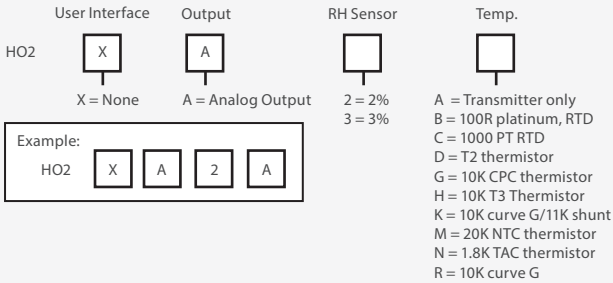 User Interface Output RH Sensor Temp.
HO2 X A
X = None A = Analog Output 2 = 2% A = Transmitter only
3 = 3% B = 100R platinum, RTD
C = 1000 PT RTD
Example: D = T2 thermistor
HO2 X A 2 A G = 10K CPC thermistor
H = 10K T3 Thermistor
K = 10K curve G/11K shunt
M = 20K NTC thermistor
N = 1.8K TAC thermistor
R = 10K curve G